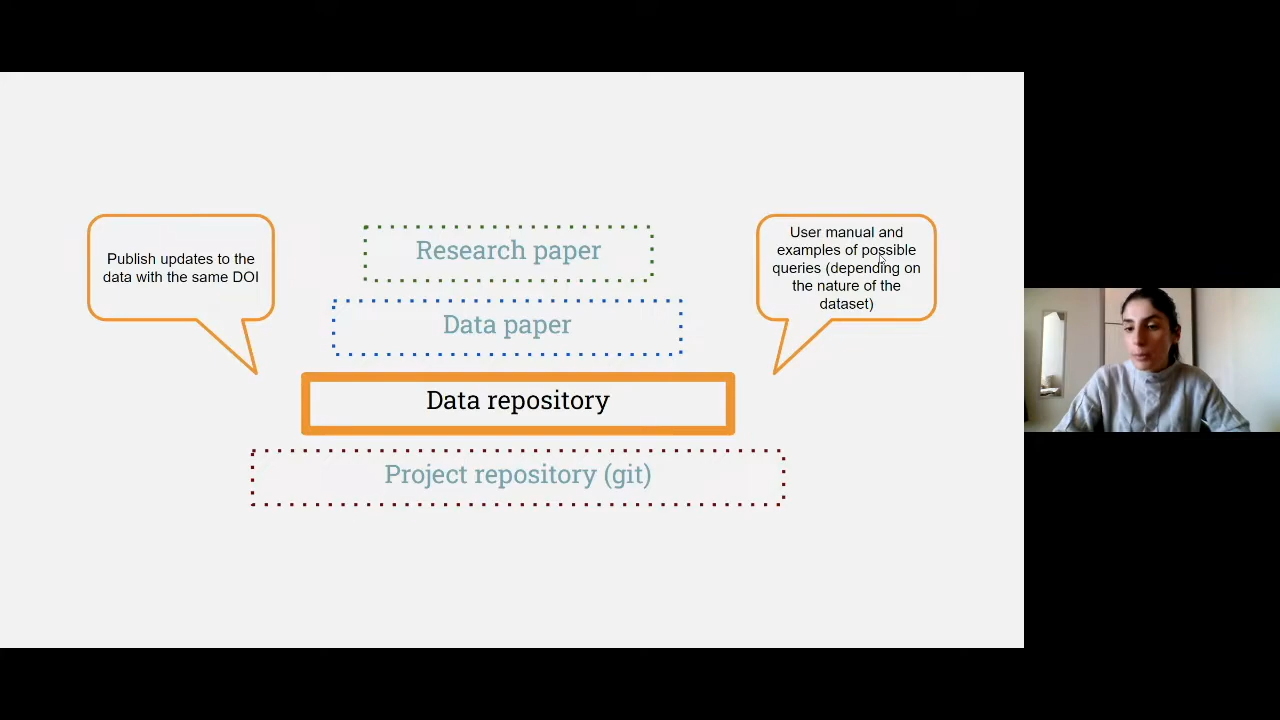 Publish updates to the
data with the same DOI
Research paper
User manual and
examples of possible
queries (depending on
the nature of the
dataset)
Data paper
Data repository
Project repository (git)